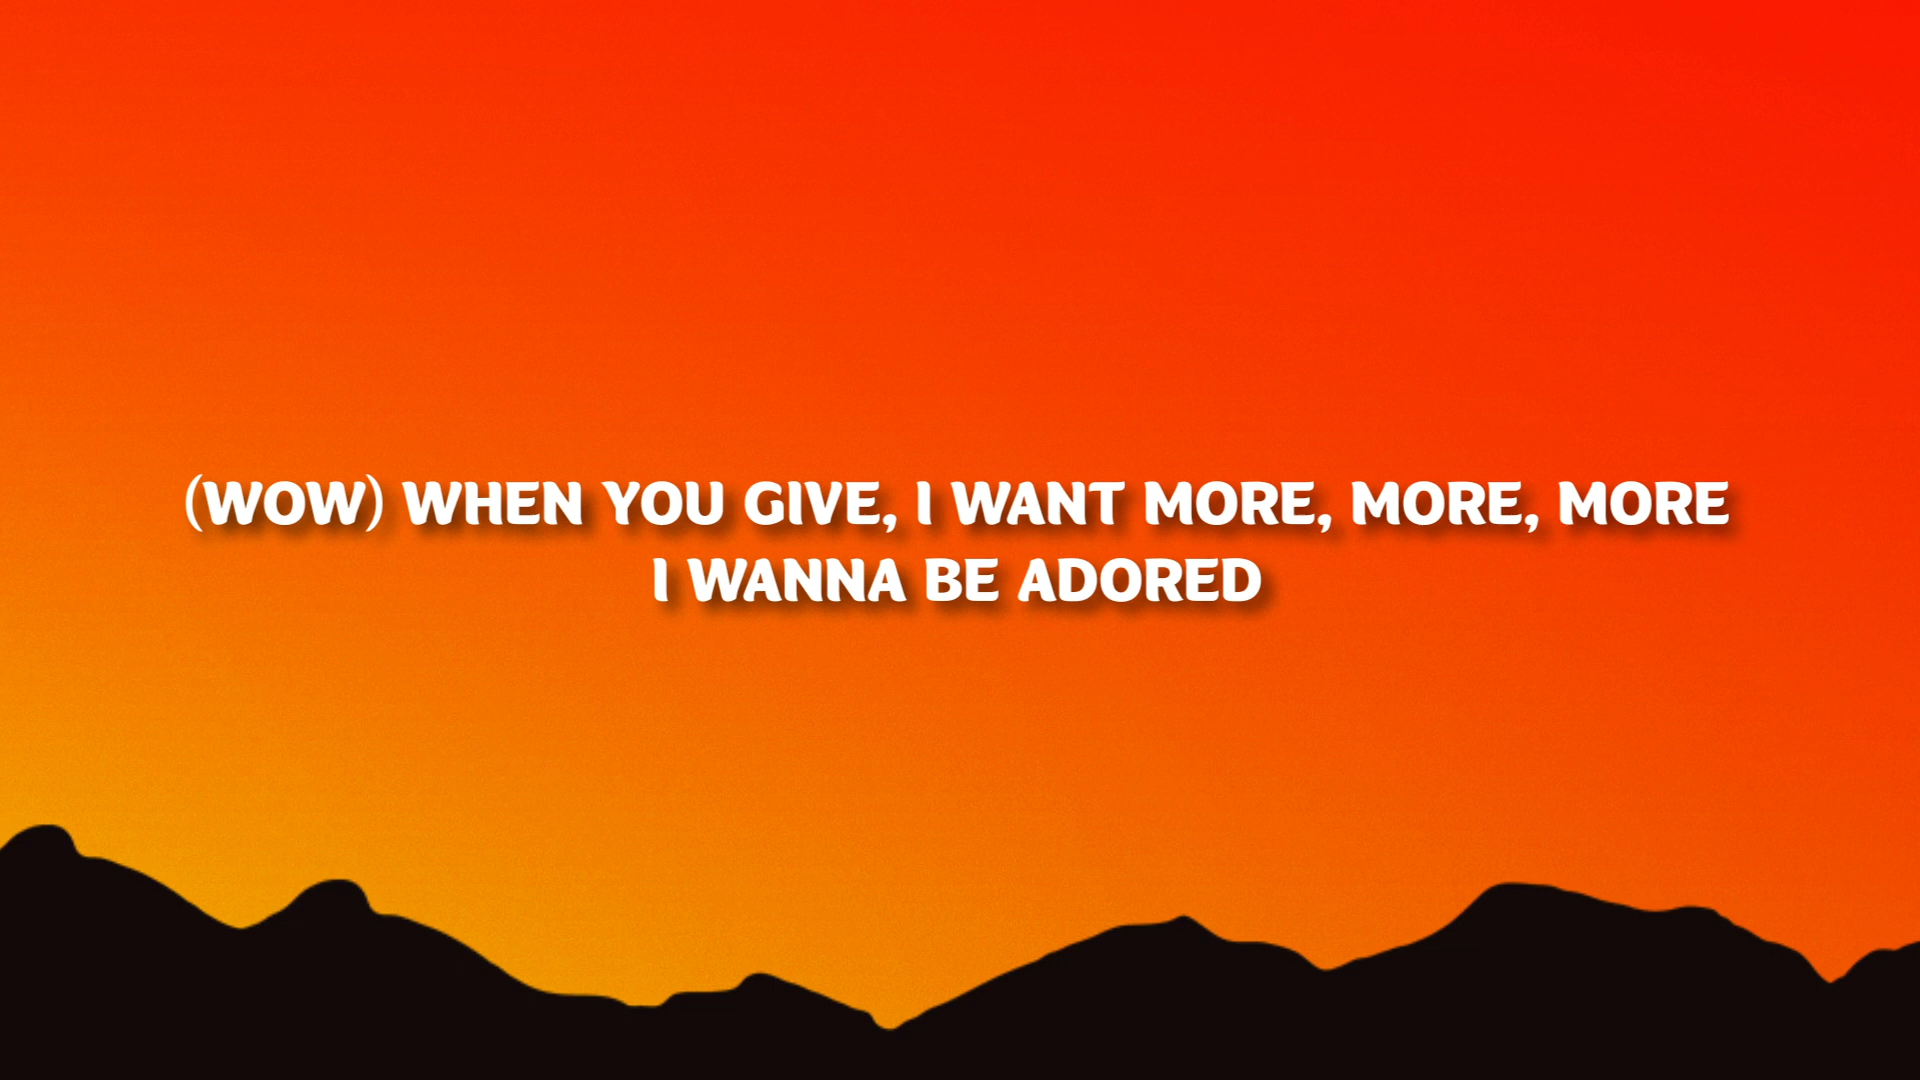 (WOW) WHEN YOU GIVE, I WANT MORE, MORE, MORE
I WANNA BE ADORED